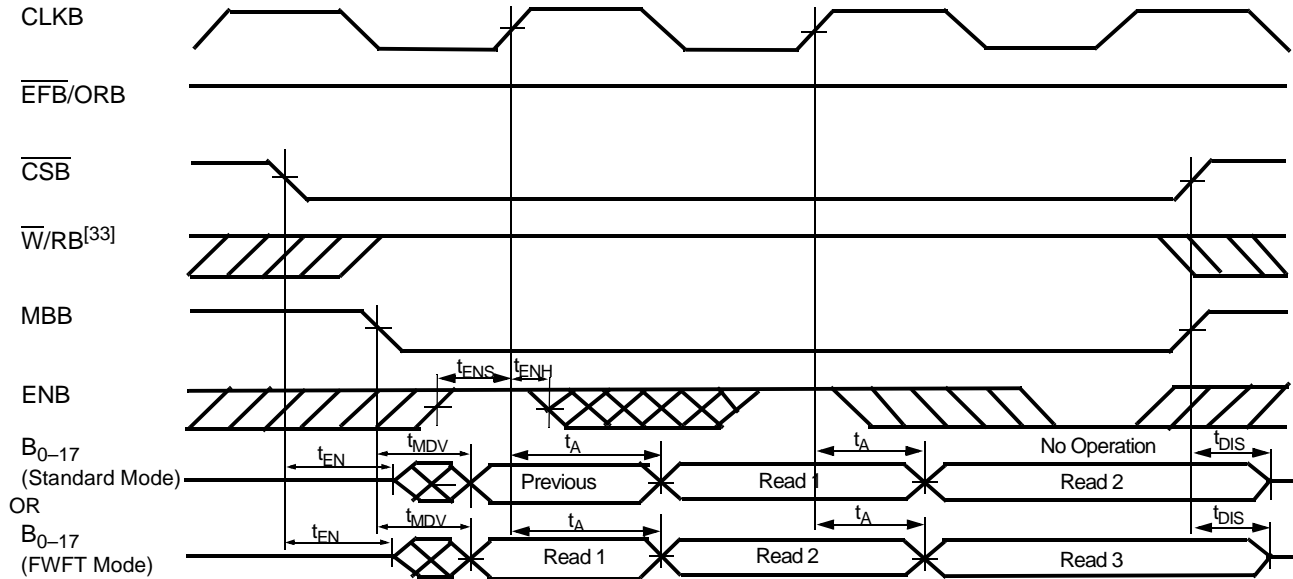 CLKB
EFB/ORB
CSB
W/RB[33]
MBB
tENS tENH
ENB
B0–17
(Standard Mode)
tEN tMDV tA tA No Operation tDIS
Previous Read 1 Read 2
OR
B0–17
(FWFT Mode)
tEN tMDV tA tA tDIS
Read 1 Read 2 Read 3